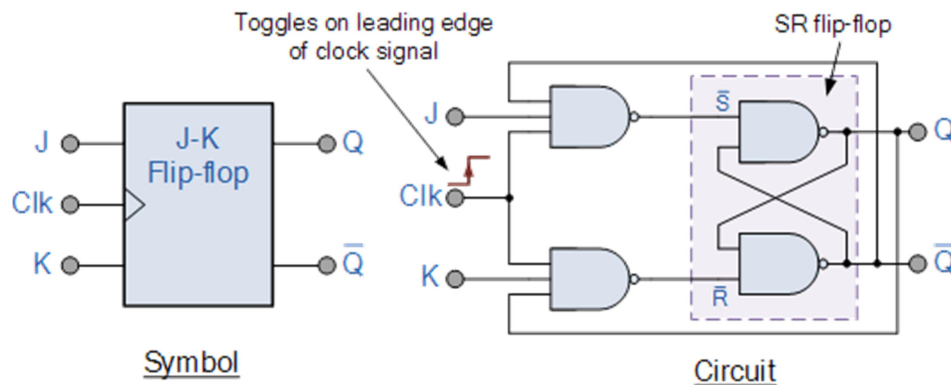 Toggles on leading edge
of clock signal
SR flip-flop
J
J-K
Flip-flop
Q
Clk
K
Q̅
Symbol
J
S̅
Q
Clk
K
R̅
Q̅
Circuit